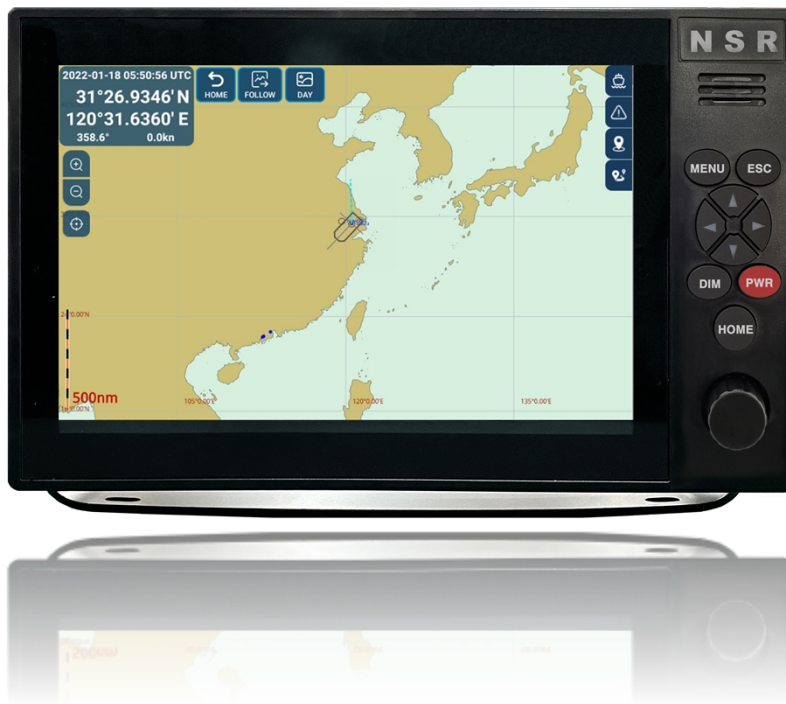 NSR
2022-01-18 05:50:56 UTC
31°26.9346' N
120°31.6360' E
358.6° 0.0kn
HOME
FOLLOW
DAY
MENU
ESC
DIM
PWR
HOME
500nm
105°0.00'E
120°0.00'E
135°0.00'E